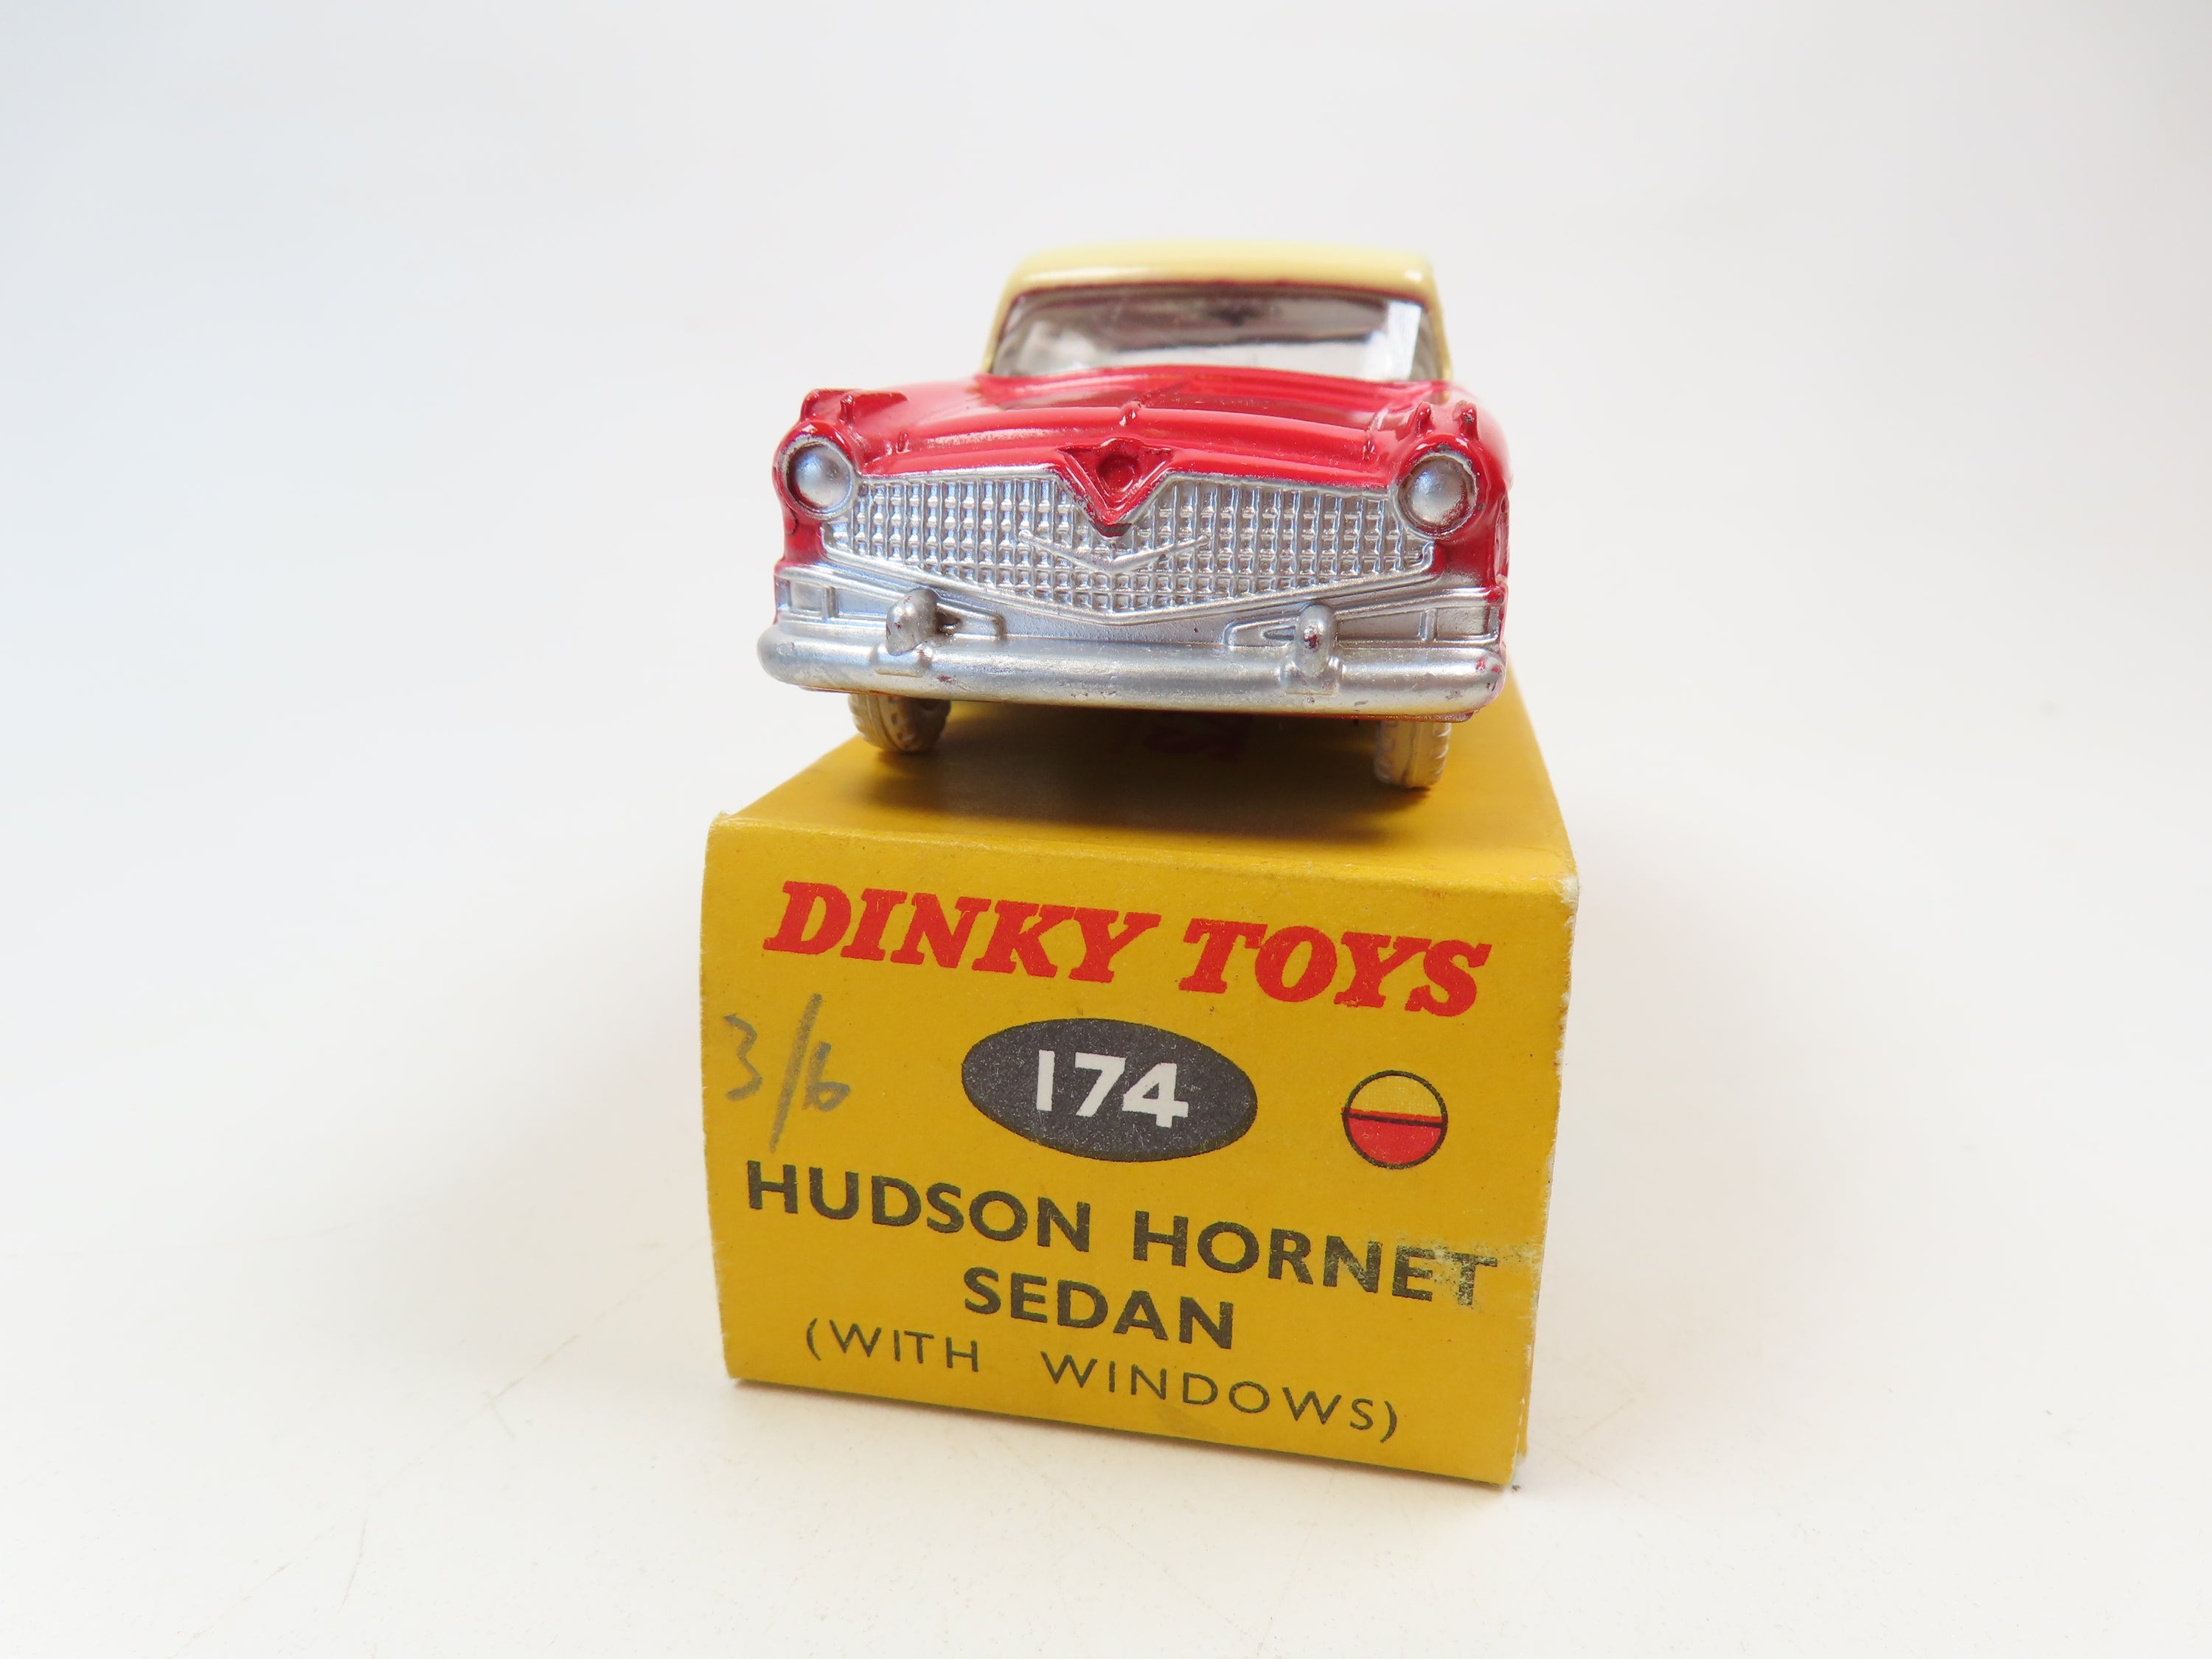 DINKY TOYS
3/6
174
HUDSON HORNET
SEDAN
(WITH WINDOWS)